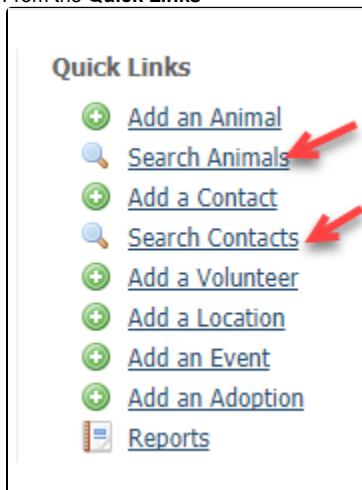 From the Quick Links
Quick Links
Add an Animal
Search Animals
Add a Contact
Search Contacts
Add a Volunteer
Add a Location
Add an Event
Add an Adoption
Reports